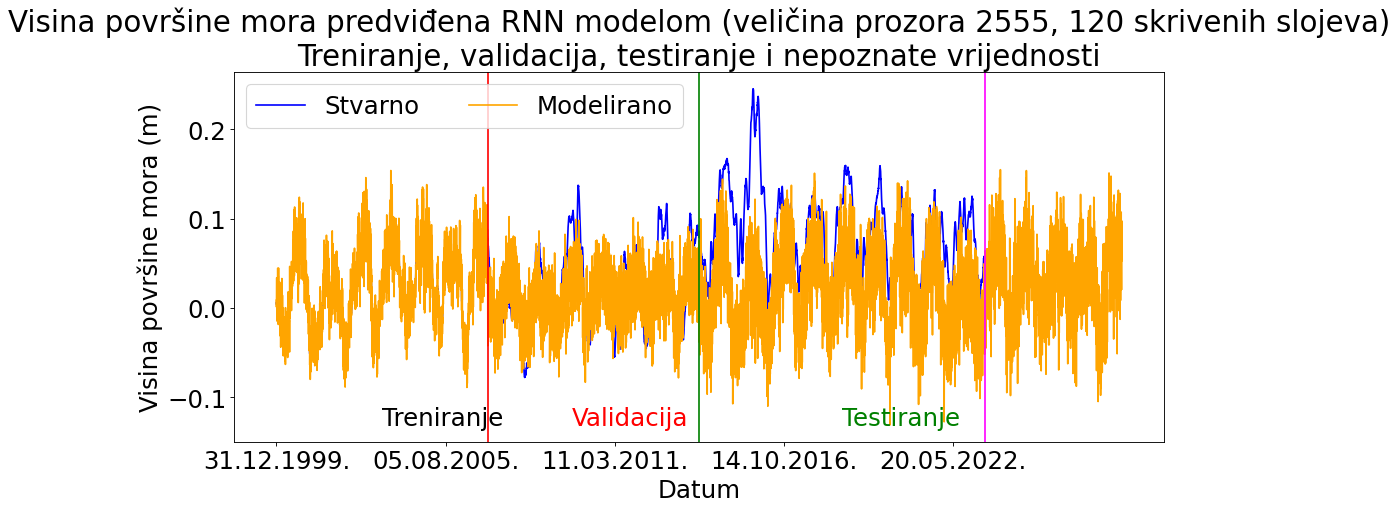 Visina površine mora predviđena RNN modelom (veličina prozora 2555, 120 skrivenih slojeva)
Treniranje, validacija, testiranje i nepoznate vrijednosti
Stvarno Modelirano
Visina površine mora (m)
0.2
0.1
0.0
−0.1
Treniranje Validacija Testiranje
31.12.1999. 05.08.2005. 11.03.2011. 14.10.2016. 20.05.2022.
Datum